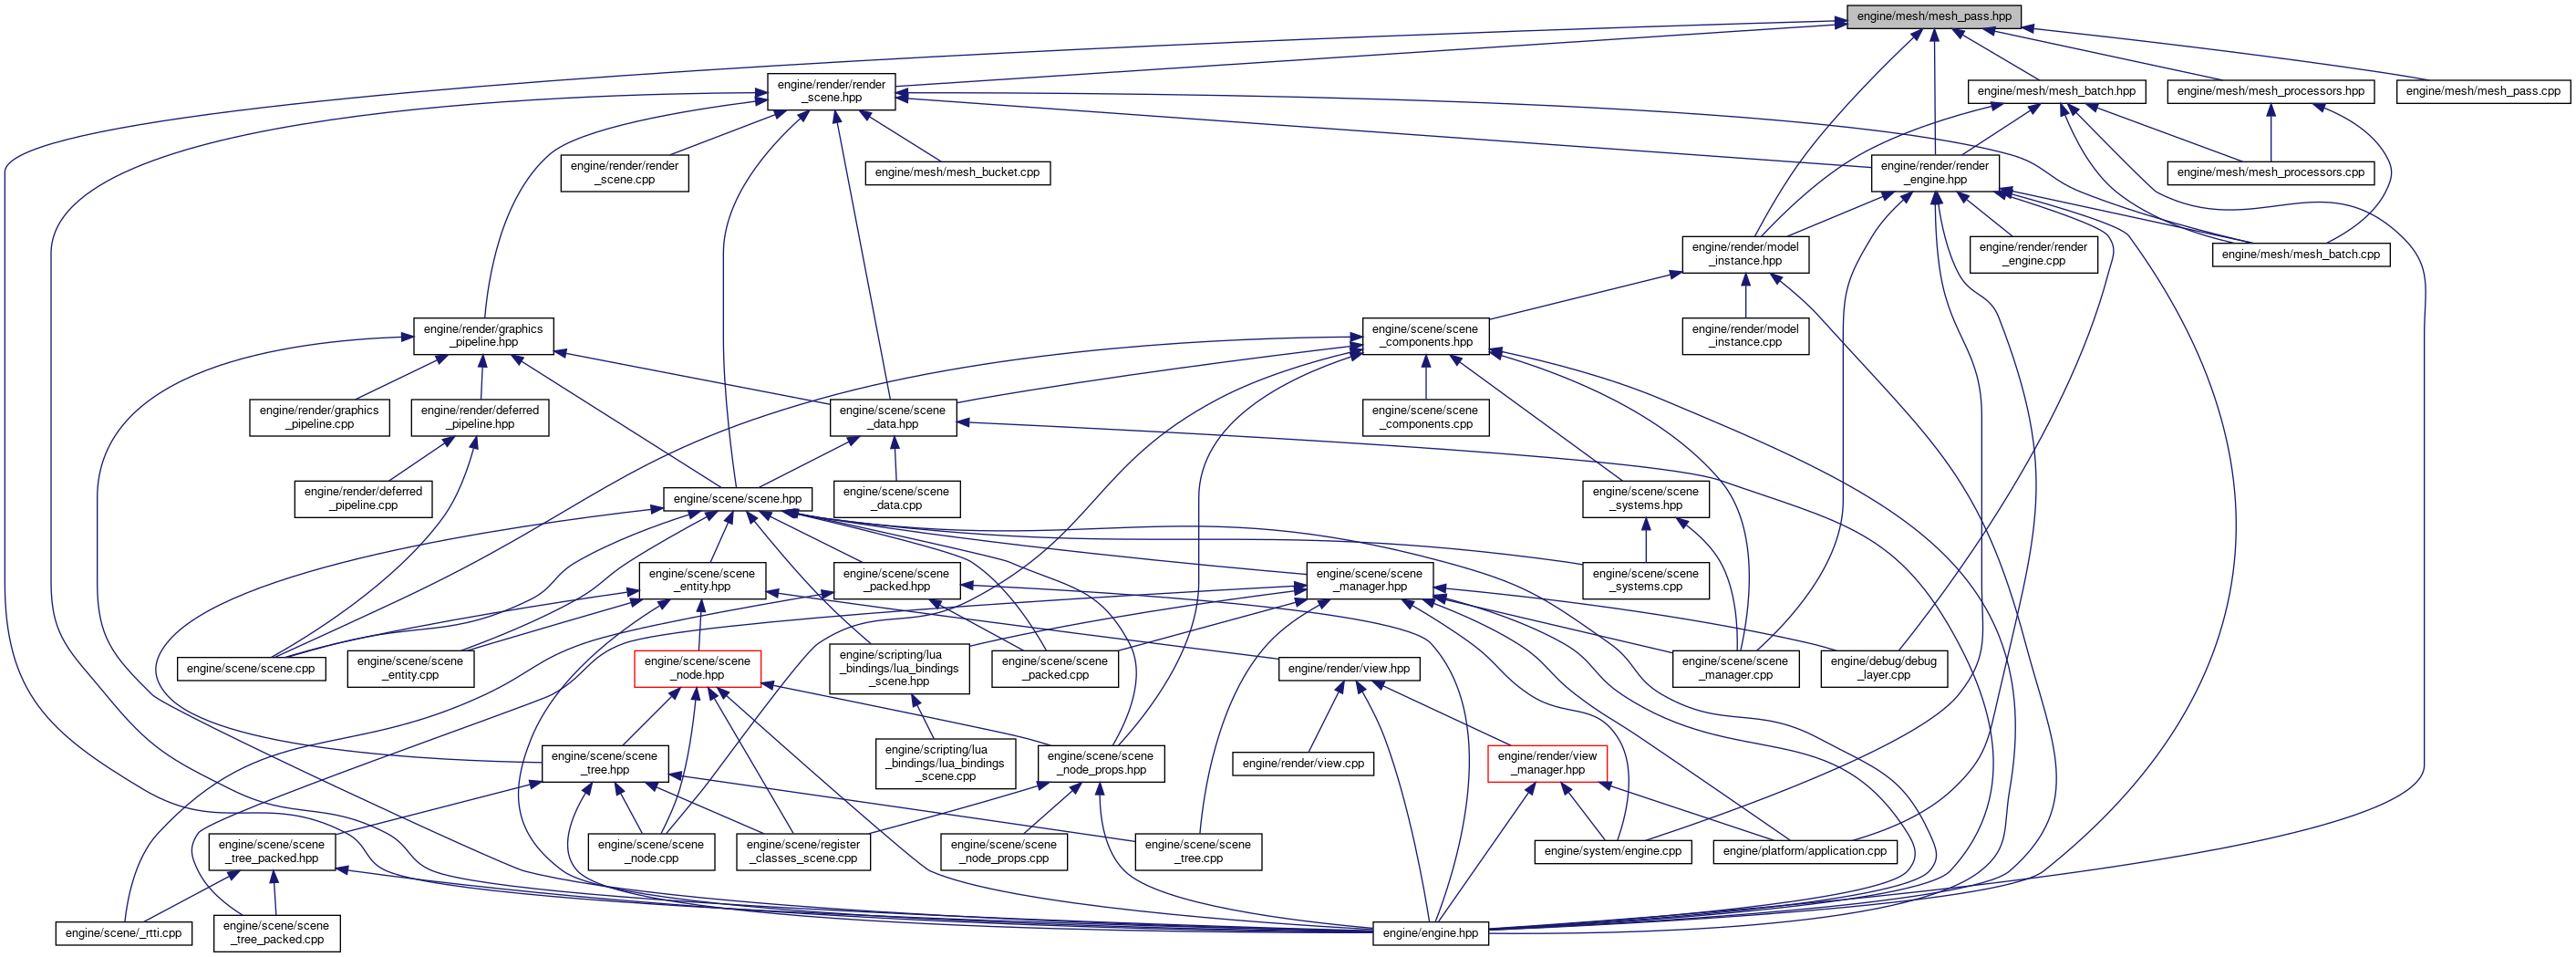 engine/mesh/mesh_pass.hpp
engine/render/render
_scene.hpp
engine/mesh/mesh_batch.hpp
engine/mesh/mesh_processors.hpp
engine/mesh/mesh_pass.cpp
engine/render/render
_scene.cpp
engine/mesh/mesh_bucket.cpp
engine/render/render
_engine.hpp
engine/mesh/mesh_processors.cpp
engine/render/model
_instance.hpp
engine/render/render
_engine.cpp
engine/mesh/mesh_batch.cpp
engine/render/graphics
_pipeline.hpp
engine/scene/scene
_components.hpp
engine/render/model
_instance.cpp
engine/render/graphics
_pipeline.cpp
engine/render/deferred
_pipeline.hpp
engine/scene/scene
_data.hpp
engine/scene/scene
_components.cpp
engine/render/deferred
_pipeline.cpp
engine/scene/scene.hpp
engine/scene/scene
_data.cpp
engine/scene/scene
_systems.hpp
engine/scene/scene
_entity.hpp
engine/scene/scene
_packed.hpp
engine/scene/scene
_manager.hpp
engine/scene/scene
_systems.cpp
engine/scene/scene.cpp
engine/scene/scene
_entity.cpp
engine/scene/scene
_node.hpp
engine/scripting/lua
_bindings/lua_bindings
_scene.hpp
engine/scene/scene
_packed.cpp
engine/render/view.hpp
engine/scene/scene
_manager.cpp
engine/debug/debug
_layer.cpp
engine/scene/scene
_tree.hpp
engine/scripting/lua
_bindings/lua_bindings
_scene.cpp
engine/scene/scene
_node_props.hpp
engine/render/view.cpp
engine/render/view
_manager.hpp
engine/scene/scene
_tree_packed.hpp
engine/scene/scene
_node.cpp
engine/scene/register
_classes_scene.cpp
engine/scene/scene
_node_props.cpp
engine/scene/scene
_tree.cpp
engine/system/engine.cpp
engine/platform/application.cpp
engine/scene/_rtti.cpp
engine/scene/scene
_tree_packed.cpp
engine/engine.hpp